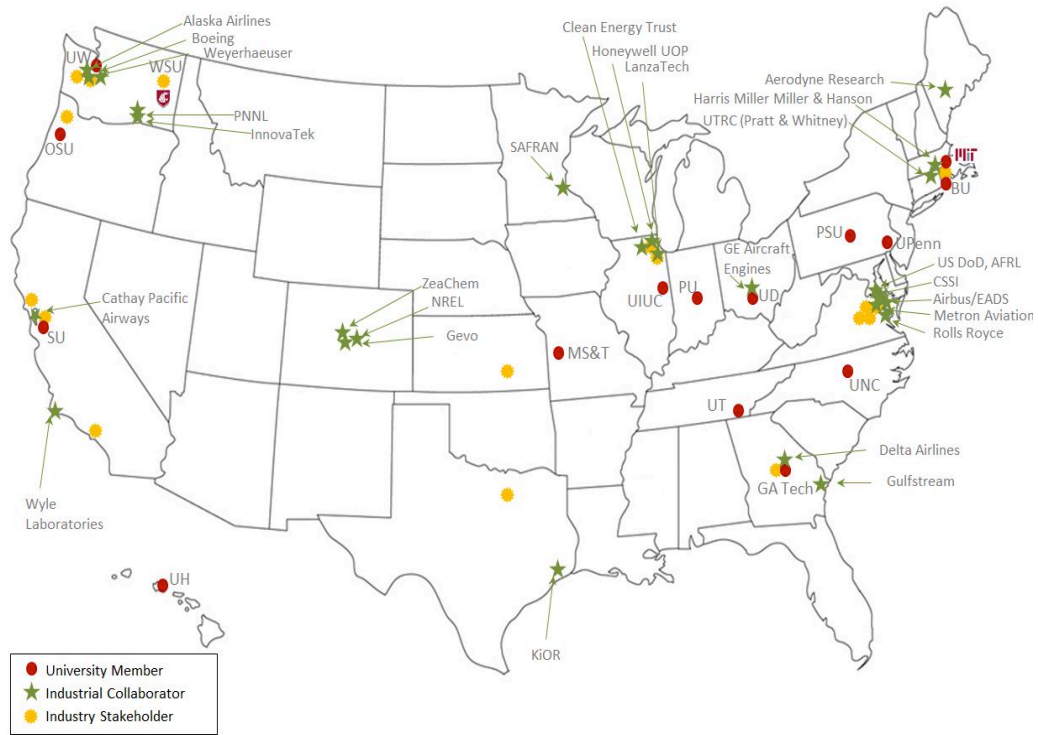 Alaska Airlines
Boeing
Weyerhaeuser
UW
WSU
PNNL
InnovaTek
OSU
Clean Energy Trust
Honeywell UOP
LanzaTech
SAFRAN
Aerodyne Research
Harris Miller Miller & Hanson
UTRC (Pratt & Whitney)
MIT
BU
PSU
UPenn
GE Aircraft
Engines
US DoD, AFRL
CSSI
Airbus/EADS
Metron Aviation
Rolls Royce
UIUC
PU
UD
ZeaChem
NREL
Gevo
Cathay Pacific
Airways
SU
MS&T
UNC
UT
Delta Airlines
GA Tech
Gulfstream
Wyle
Laboratories
UH
KiOR
University Member
Industrial Collaborator
Industry Stakeholder